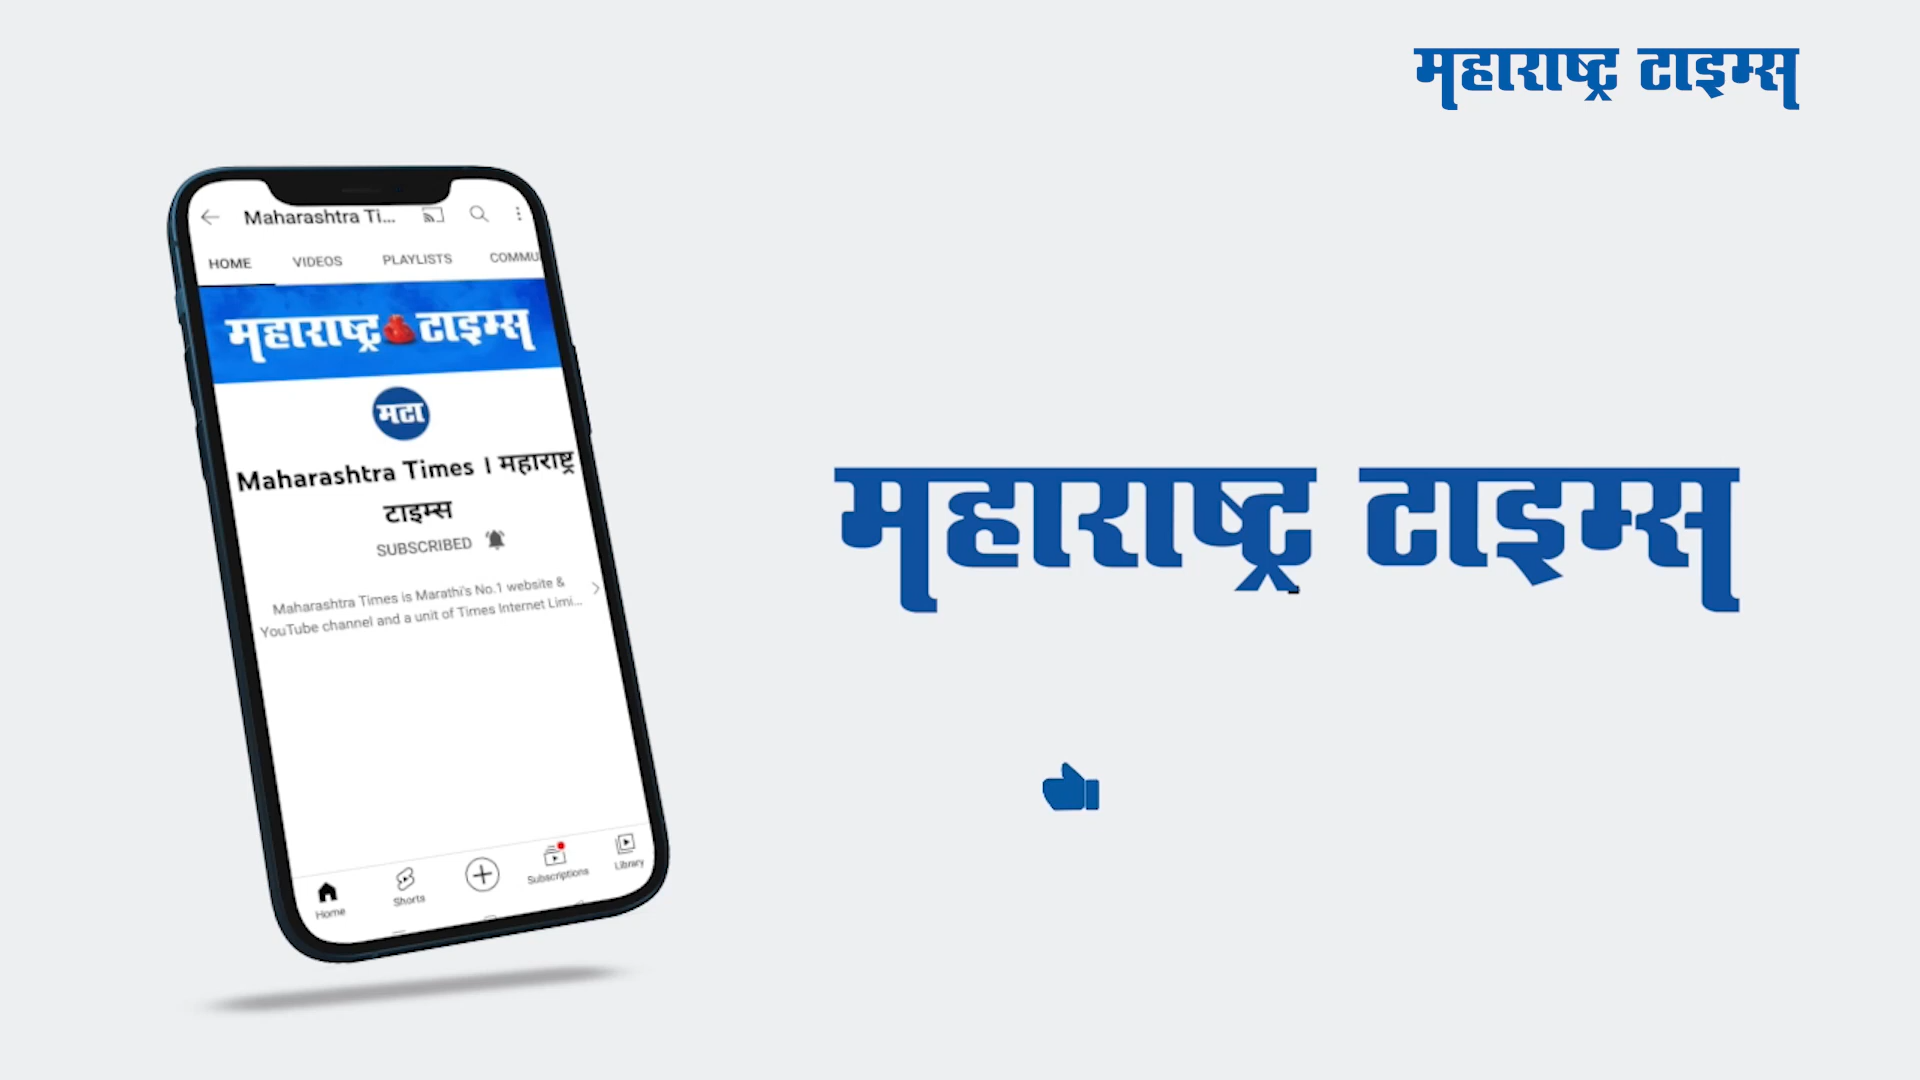 महाराष्ट्र टाइम्स
Maharashtra Ti...
HOME VIDEOS PLAYLISTS COMMU
महाराष्ट्र टाइम्स
मटा
Maharashtra Times । महाराष्ट्र
टाइम्स
SUBSCRIBED
Maharashtra Times is Marathi's No.1 website &
YouTube channel and a unit of Times Internet Limi...
Home Shorts Subscriptions Library
महाराष्ट्र टाइम्स